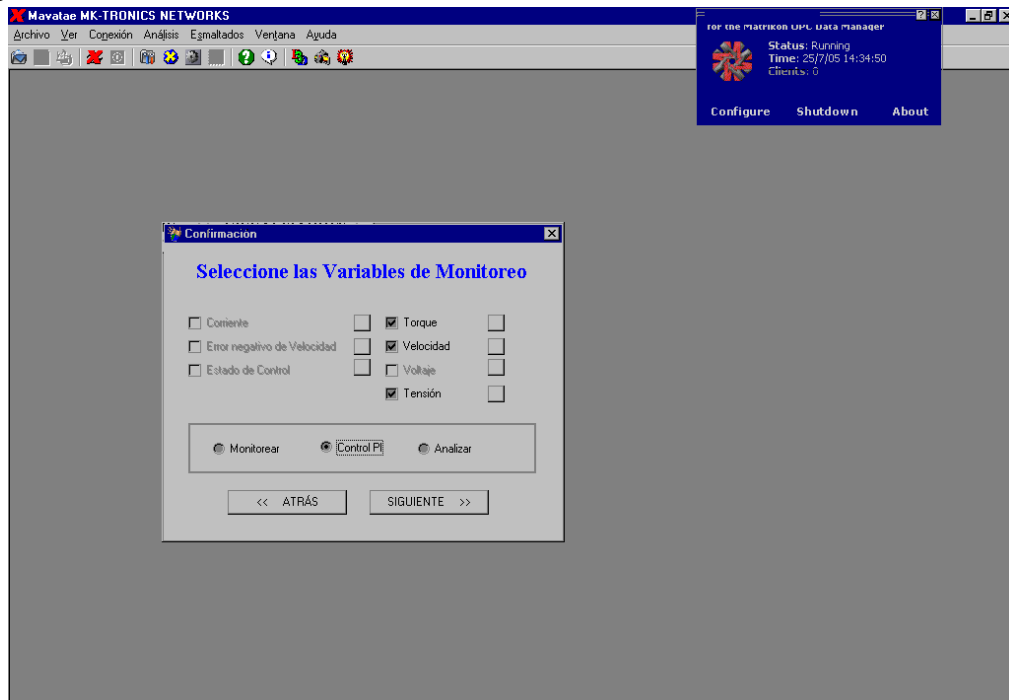 Mavatae MK-TRONICS NETWORKS
Archivo Ver Conexión Análisis Esmaltados Ventana Ayuda
for the Matrikon OPC Data Manager
Status: Running
Time: 25/7/05 14:34:50
Clients: 0
Configure Shutdown About
Confirmación
Seleccione las Variables de Monitoreo
Corriente Torque
Error negativo de Velocidad Velocidad
Estado de Control Voltaje
Tensión
Monitorear Control PI Analizar
<< ATRÁS SIGUIENTE >>